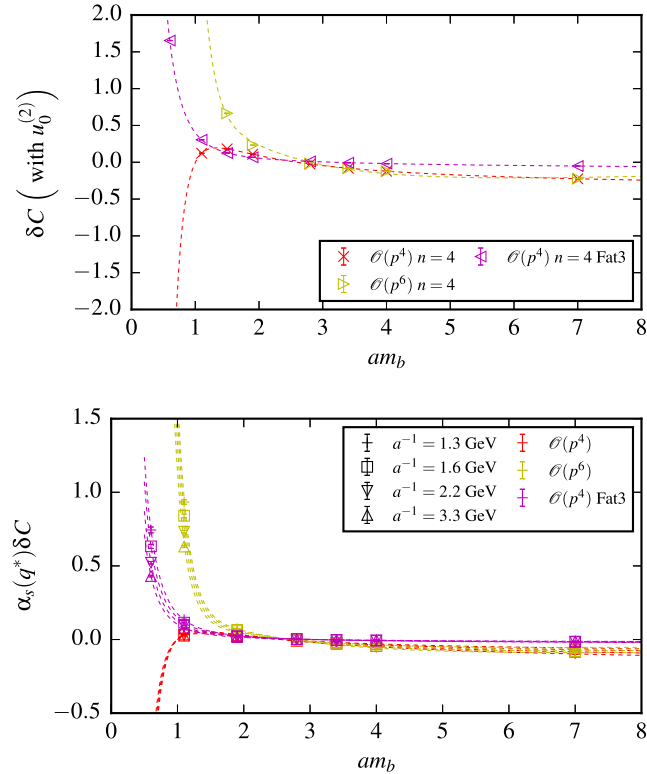 2.0
1.5
1.0
0.5
0.0
−0.5
−1.0
−1.5
−2.0
δC ( with u₀⁽²⁾ )
𝒪(p⁴) n = 4
𝒪(p⁶) n = 4
𝒪(p⁴) n = 4 Fat3
0 1 2 3 4 5 6 7 8
am_b
1.5
1.0
0.5
0.0
−0.5
α_s(q*)δC
a⁻¹ = 1.3 GeV
a⁻¹ = 1.6 GeV
a⁻¹ = 2.2 GeV
a⁻¹ = 3.3 GeV
𝒪(p⁴)
𝒪(p⁶)
𝒪(p⁴) Fat3
0 1 2 3 4 5 6 7 8
am_b